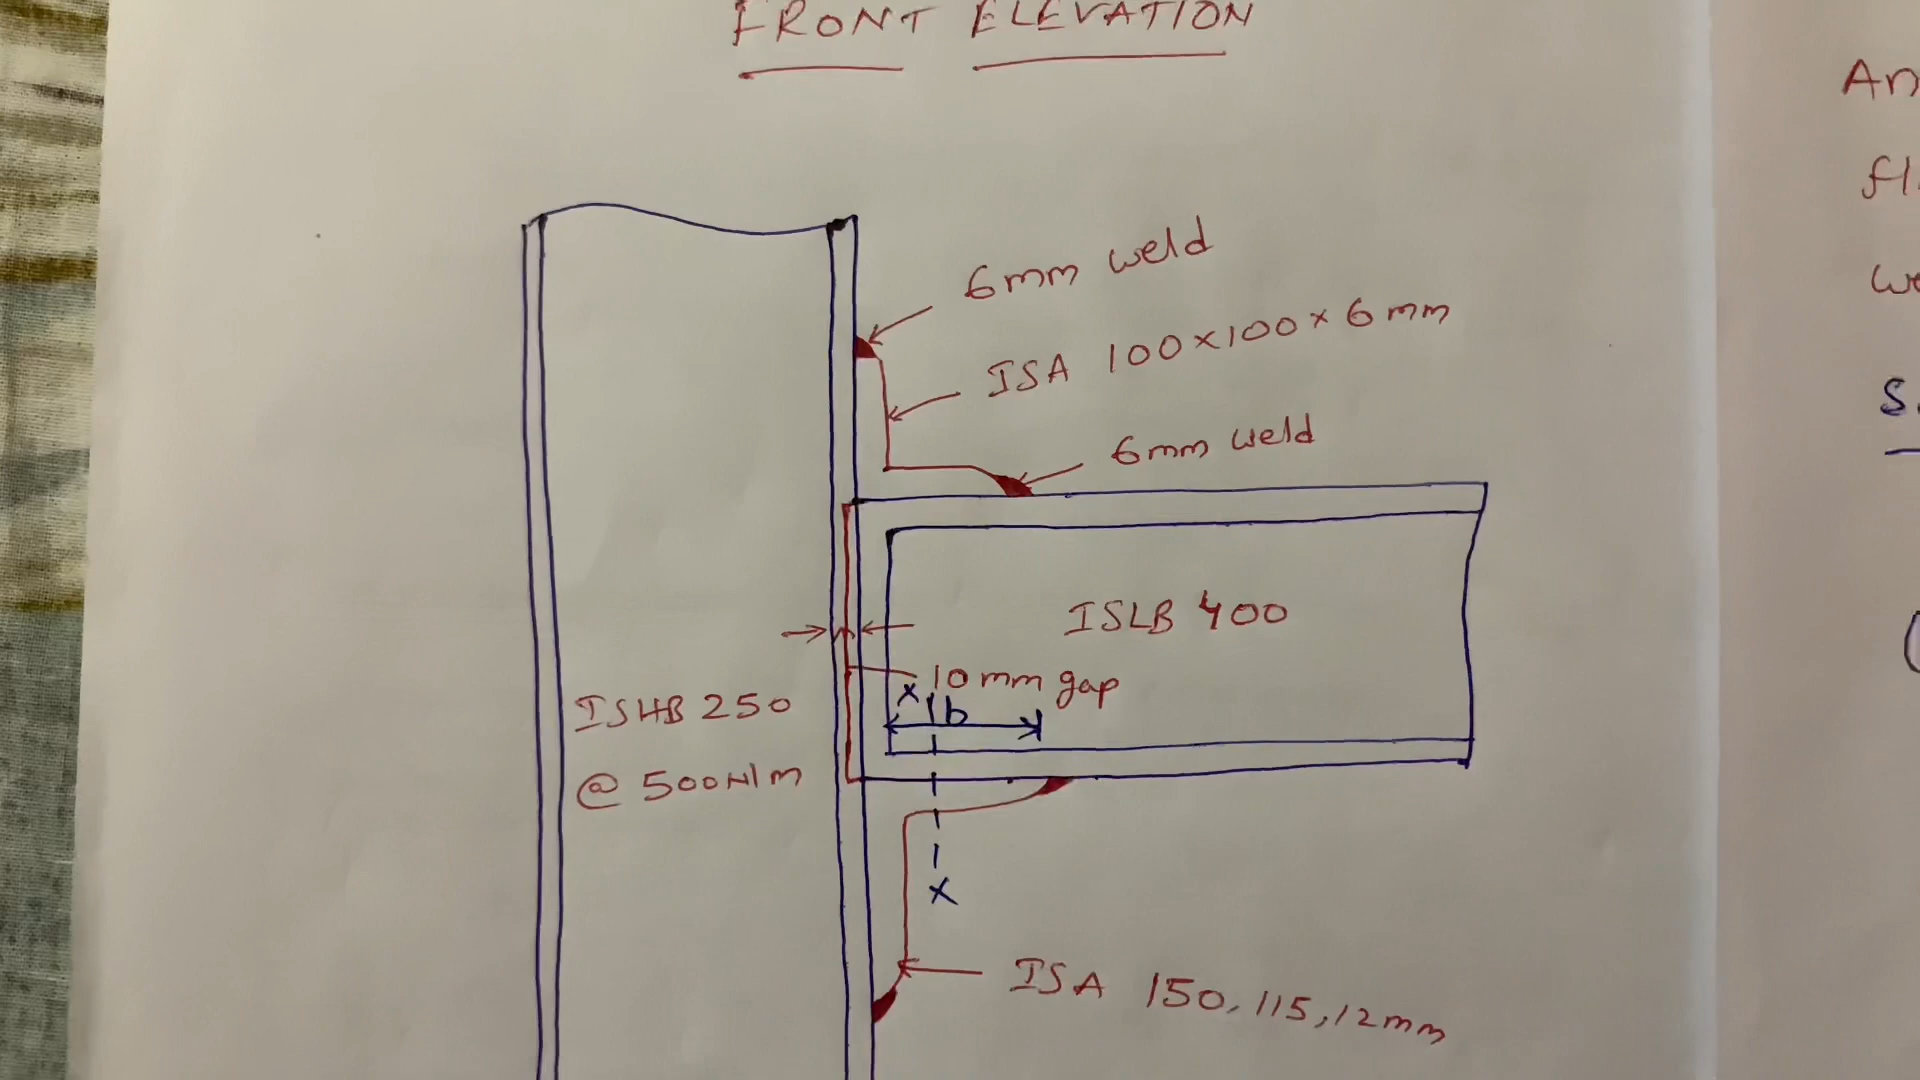 FRONT ELEVATION
6mm weld
ISA 100×100×6mm
6mm weld
ISLB 400
10mm gap
x
b
x
ISHB 250
@ 500N/m
ISA 150, 115, 12mm
An